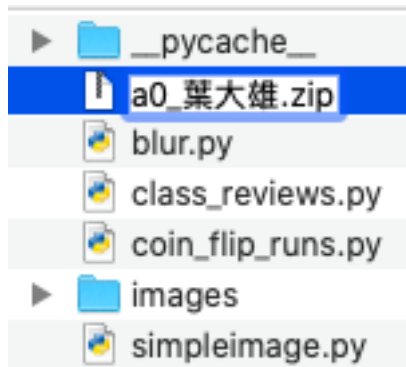 __pycache__
a0_葉大雄.zip
blur.py
class_reviews.py
coin_flip_runs.py
images
simpleimage.py